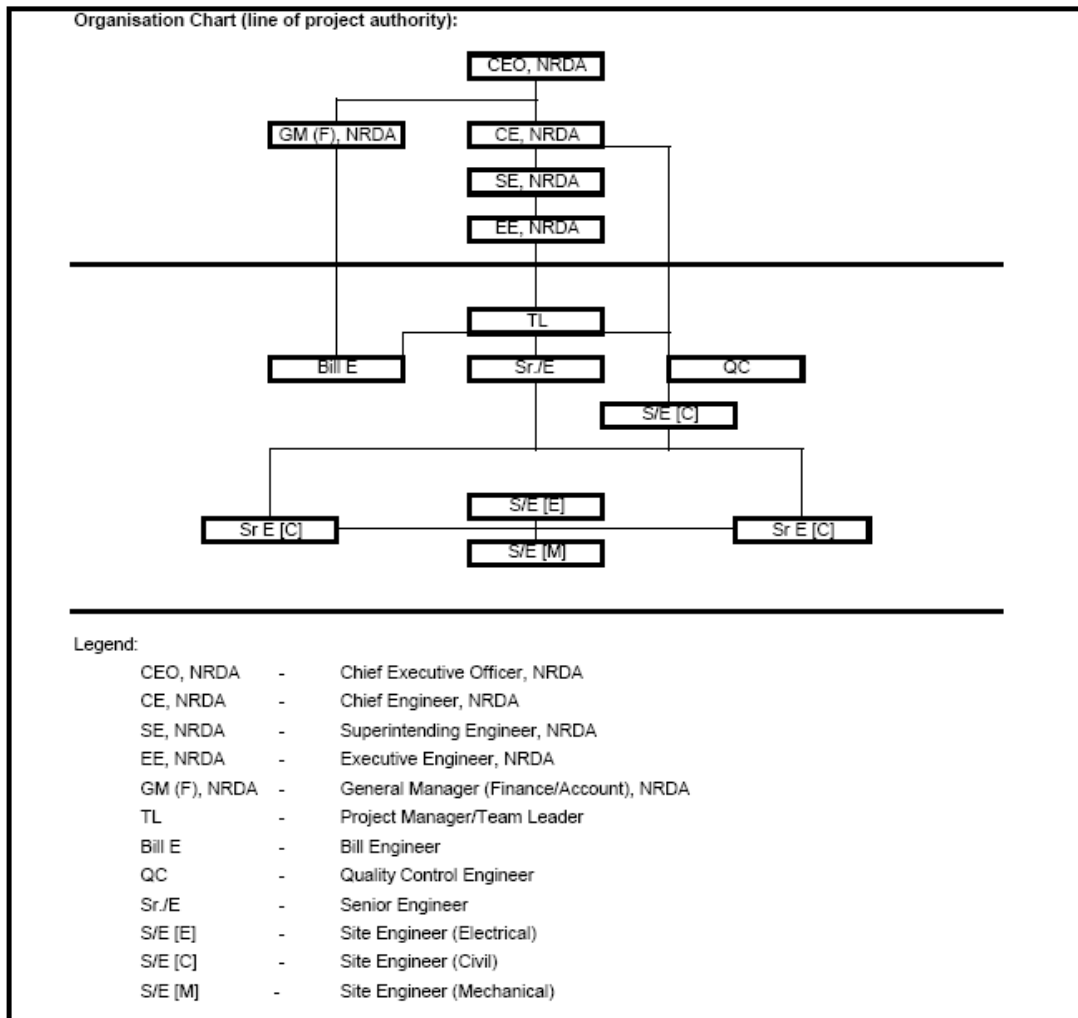 Organisation Chart (line of project authority):
CEO, NRDA
GM (F), NRDA
CE, NRDA
SE, NRDA
EE, NRDA
TL
Bill E
Sr./E
QC
S/E [C]
S/E [E]
Sr E [C]
Sr E [C]
S/E [M]
Legend:
CEO, NRDA - Chief Executive Officer, NRDA
CE, NRDA - Chief Engineer, NRDA
SE, NRDA - Superintending Engineer, NRDA
EE, NRDA - Executive Engineer, NRDA
GM (F), NRDA - General Manager (Finance/Account), NRDA
TL - Project Manager/Team Leader
Bill E - Bill Engineer
QC - Quality Control Engineer
Sr./E - Senior Engineer
S/E [E] - Site Engineer (Electrical)
S/E [C] - Site Engineer (Civil)
S/E [M] - Site Engineer (Mechanical)